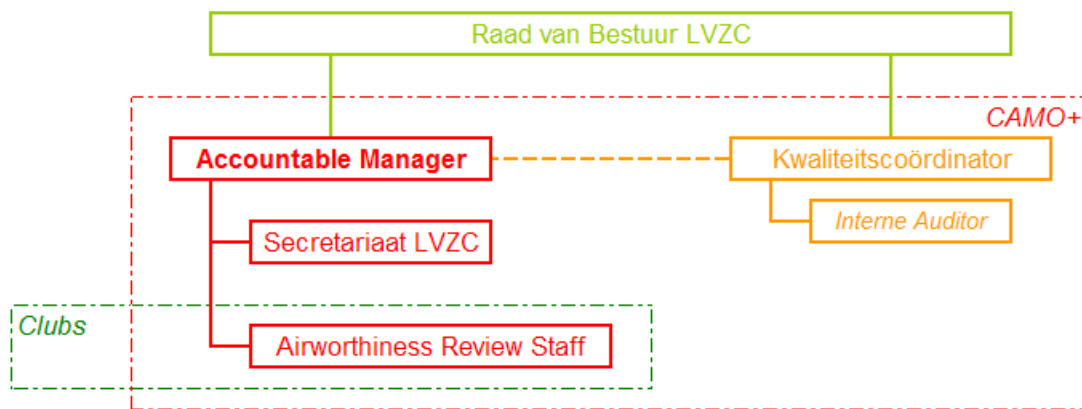 Raad van Bestuur LVZC
CAMO+
Accountable Manager
Kwaliteitscoördinator
Interne Auditor
Secretariaat LVZC
Clubs
Airworthiness Review Staff